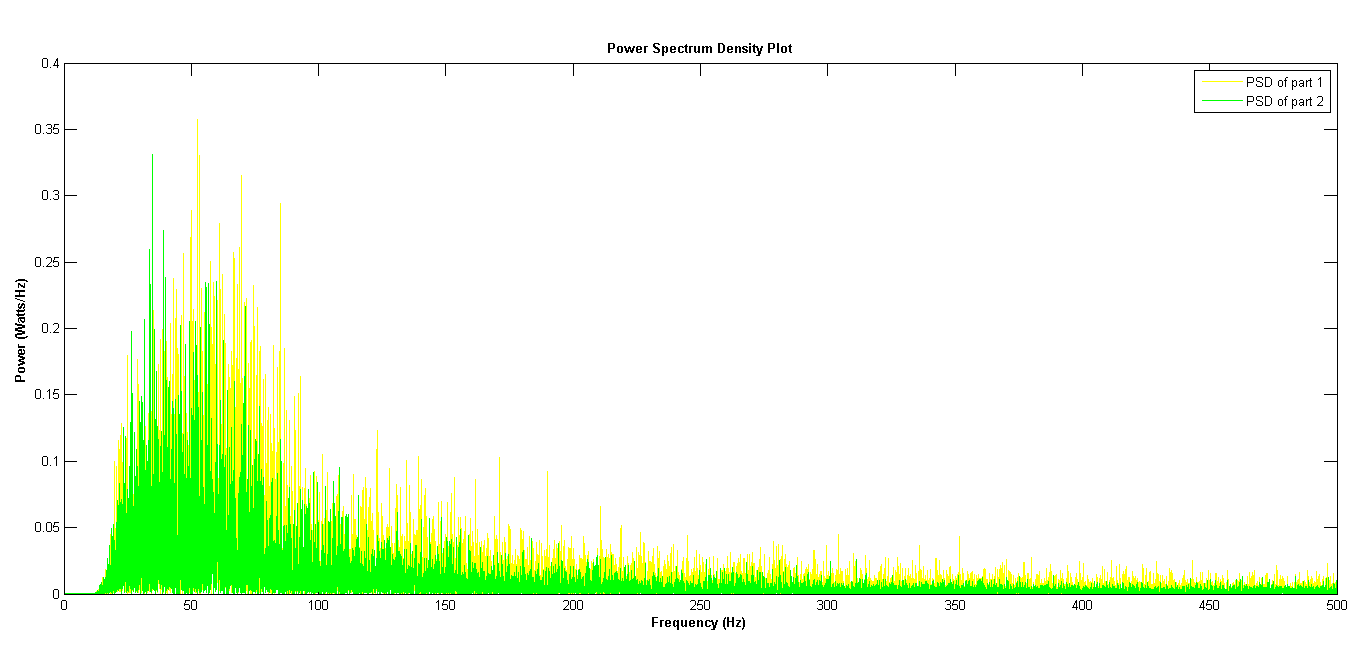 Power Spectrum Density Plot
0.4
PSD of part 1
PSD of part 2
0.35
0.3
0.25
0.2
0.15
0.1
0.05
0
Power (Watts/Hz)
0 50 100 150 200 250 300 350 400 450 500
Frequency (Hz)